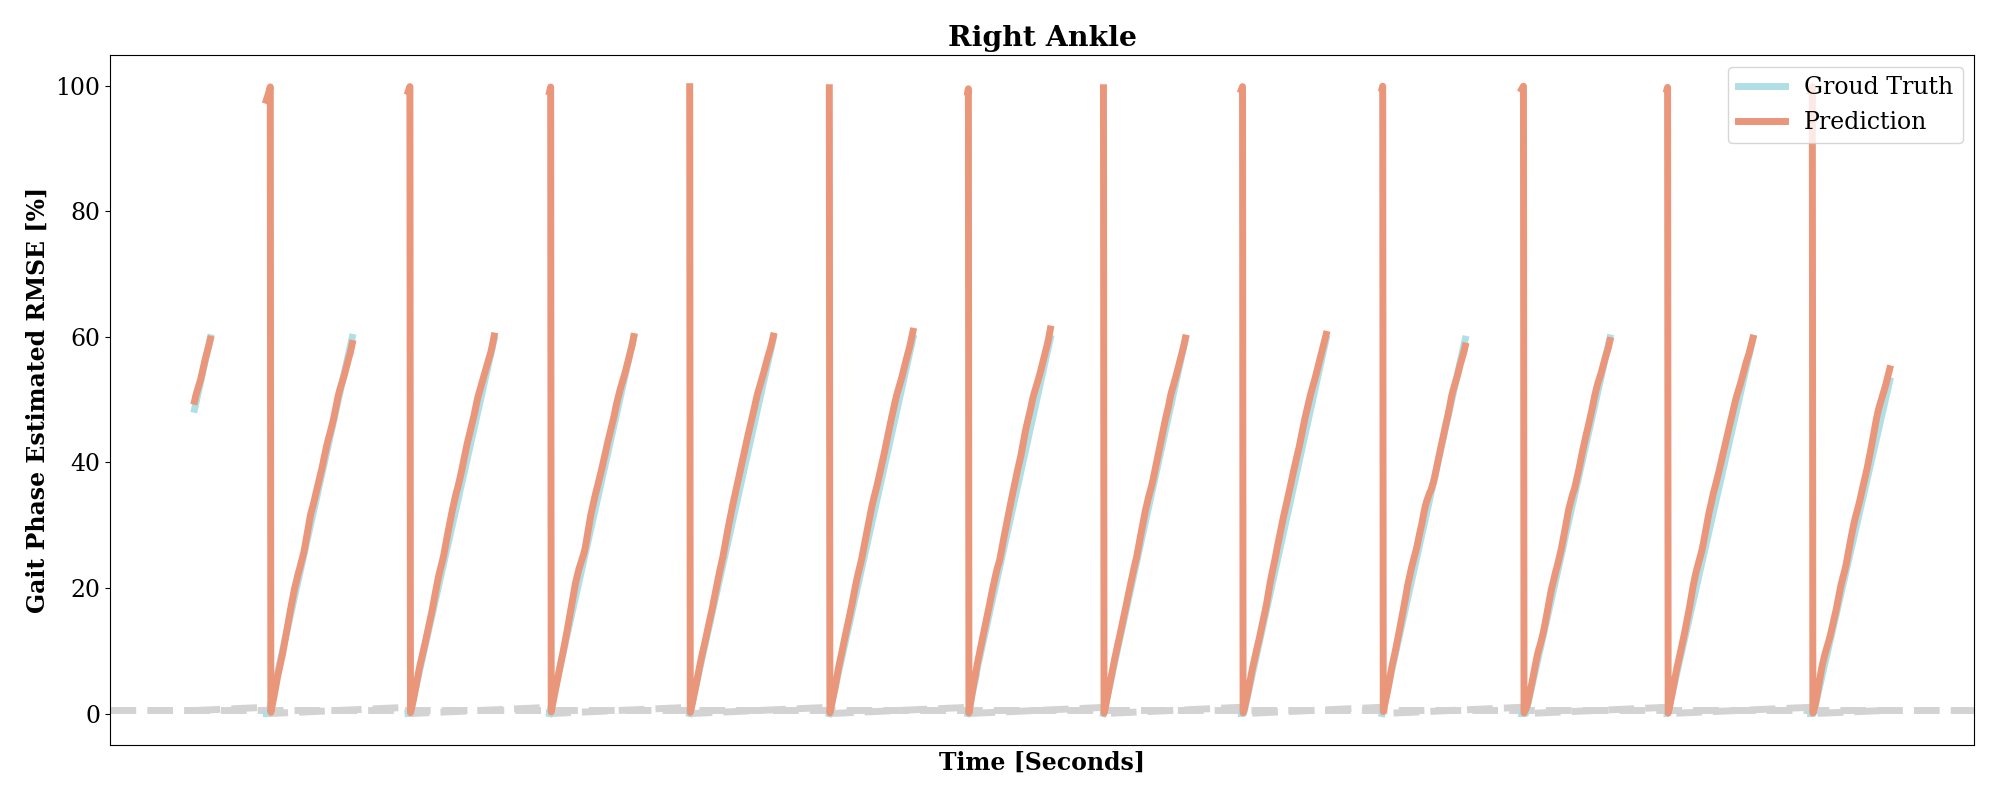 Right Ankle
Groud Truth
Prediction
Gait Phase Estimated RMSE [%]
100
80
60
40
20
0
Time [Seconds]